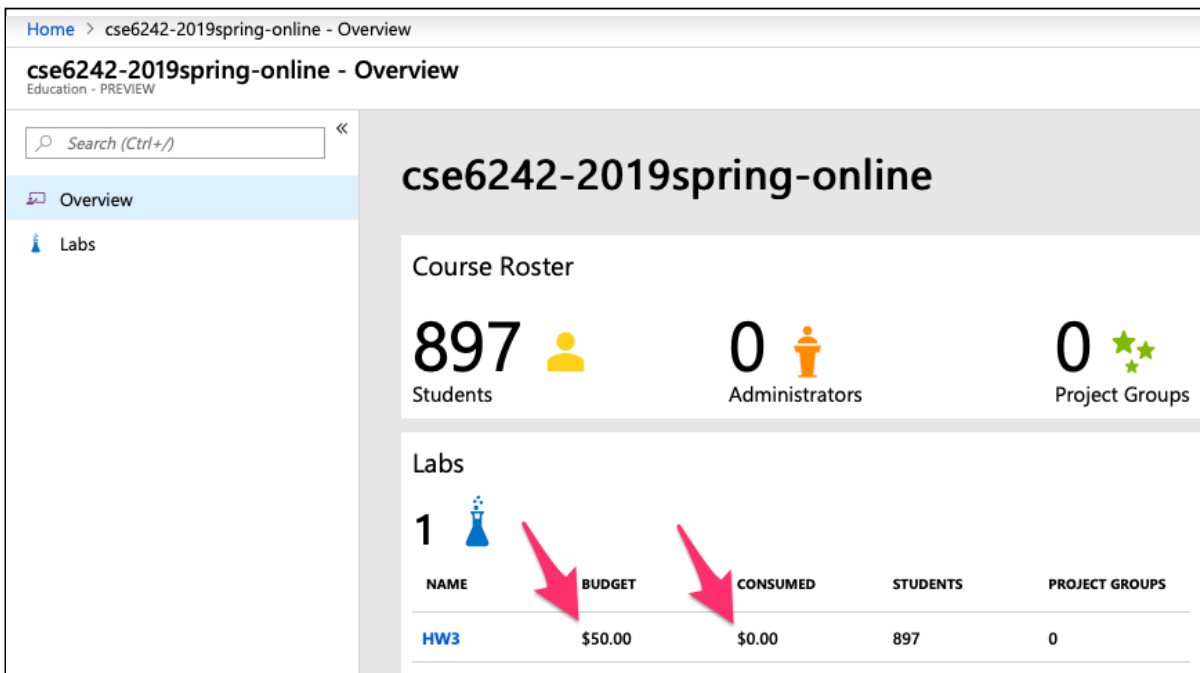 Home > cse6242-2019spring-online - Overview
cse6242-2019spring-online - Overview
Education - PREVIEW
Search (Ctrl+/)
«
Overview
Labs
cse6242-2019spring-online
Course Roster
897 0 0
Students Administrators Project Groups
Labs
1
NAME BUDGET CONSUMED STUDENTS PROJECT GROUPS
HW3 $50.00 $0.00 897 0